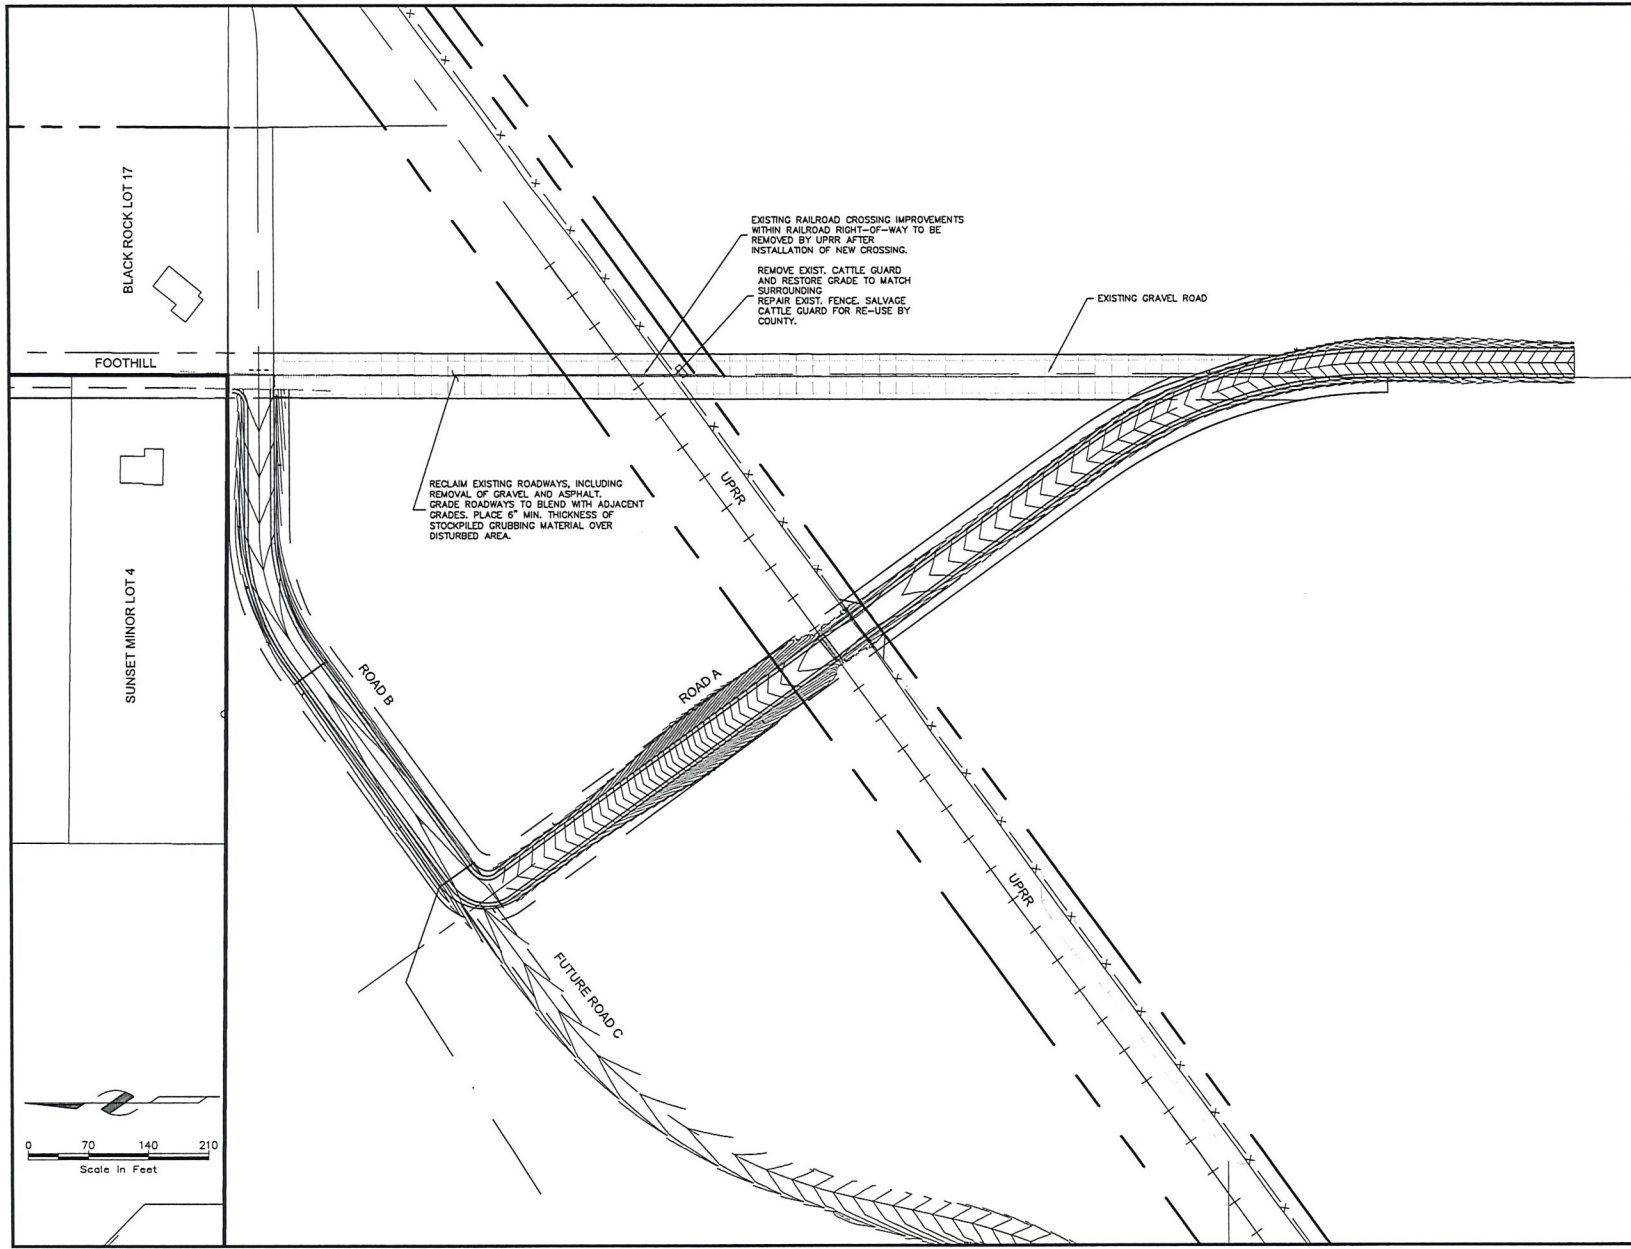 BLACK ROCK LOT 17
EXISTING RAILROAD CROSSING IMPROVEMENTS
WITHIN RAILROAD RIGHT-OF-WAY TO BE
REMOVED BY UPRR AFTER
INSTALLATION OF NEW CROSSING.
REMOVE EXIST. CATTLE GUARD
AND RESTORE GRADE TO MATCH
SURROUNDING
REPAIR EXIST. FENCE. SALVAGE
CATTLE GUARD FOR RE-USE BY
COUNTY.
EXISTING GRAVEL ROAD
FOOTHILL
RECLAIM EXISTING ROADWAYS, INCLUDING
REMOVAL OF GRAVEL AND ASPHALT.
GRADE ROADWAYS TO BLEND WITH ADJACENT
GRADES. PLACE 6" MIN. THICKNESS OF
STOCKPILED GRUBBING MATERIAL OVER
DISTURBED AREA.
UPRR
SUNSET MINOR LOT 4
ROAD B
ROAD A
UPRR
FUTURE ROAD C
0 70 140 210
Scale in Feet